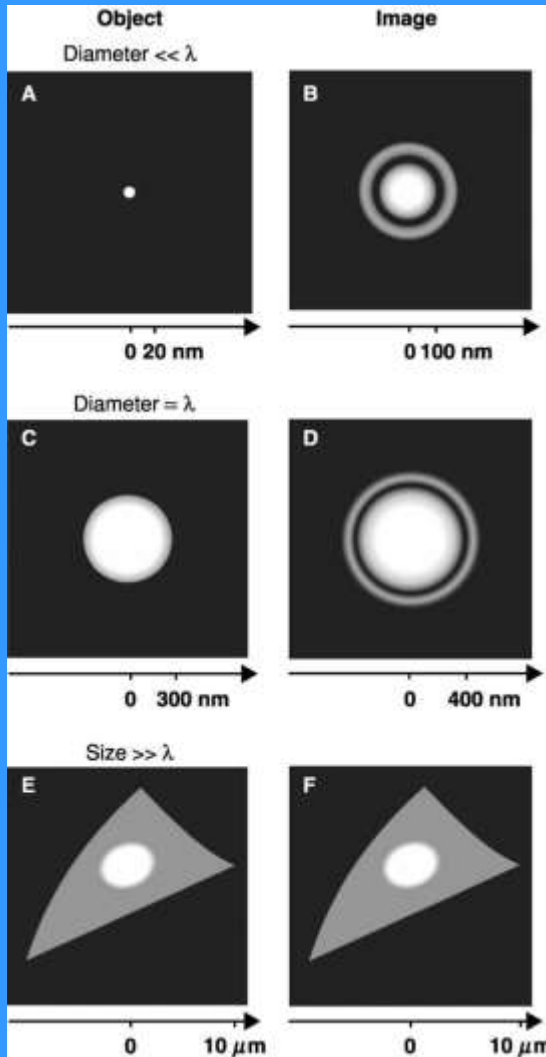 Object Image
Diameter << λ
A B
0 20 nm 0 100 nm
Diameter = λ
C D
0 300 nm 0 400 nm
Size >> λ
E F
0 10 μm 0 10 μm